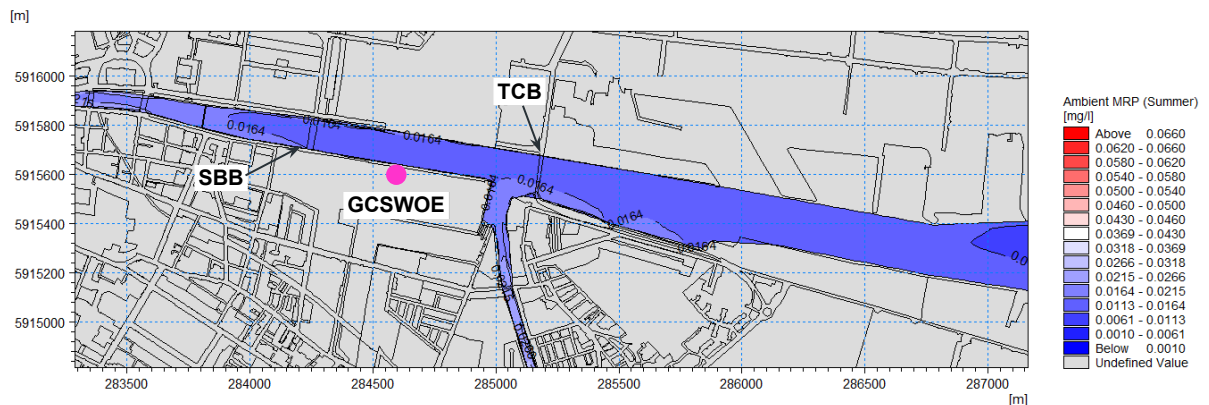 [m]
5916000
5915800
5915600
5915400
5915200
5915000
283500
284000
284500
285000
285500
286000
286500
287000
[m]
TCB
SBB
GCSWOE
0.0164
0.0164
0.0164
0.0164
0.0164
0.0164
0.0164
Ambient MRP (Summer)
[mg/l]
Above 0.0660
0.0620 - 0.0660
0.0580 - 0.0620
0.0540 - 0.0580
0.0500 - 0.0540
0.0460 - 0.0500
0.0430 - 0.0460
0.0369 - 0.0430
0.0318 - 0.0369
0.0266 - 0.0318
0.0215 - 0.0266
0.0164 - 0.0215
0.0113 - 0.0164
0.0061 - 0.0113
0.0010 - 0.0061
Below 0.0010
Undefined Value